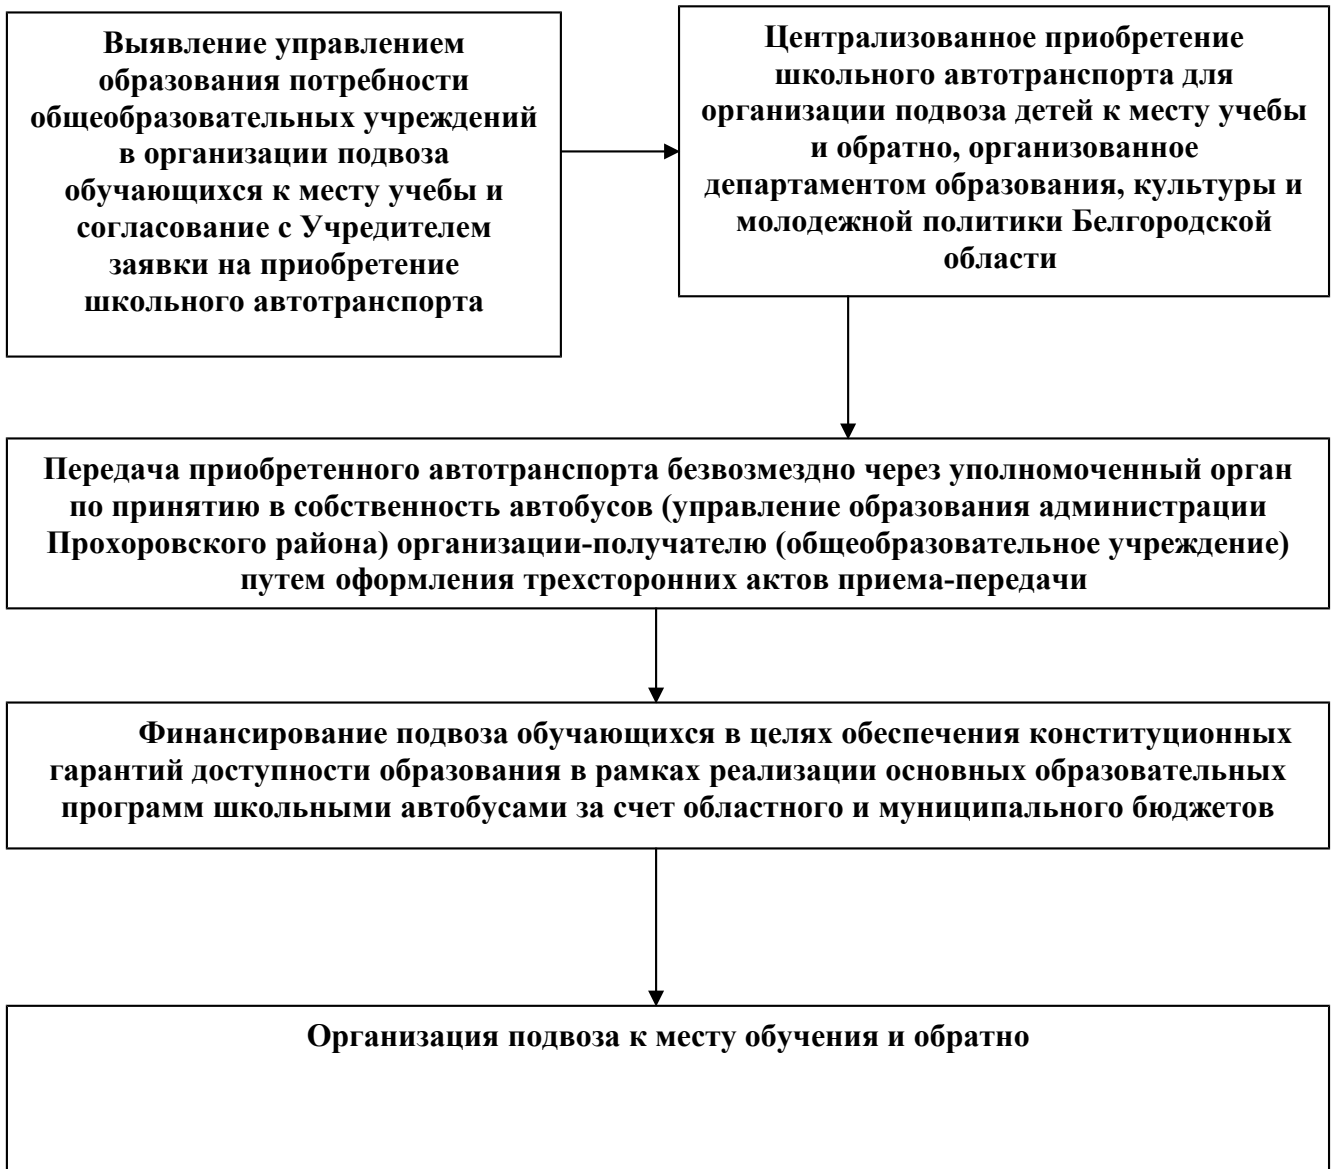 Выявление управлением
образования потребности
общеобразовательных учреждений
в организации подвоза
обучающихся к месту учебы и
согласование с Учредителем
заявки на приобретение
школьного автотранспорта
Централизованное приобретение
школьного автотранспорта для
организации подвоза детей к месту учебы
и обратно, организованное
департаментом образования, культуры и
молодежной политики Белгородской
области
Передача приобретенного автотранспорта безвозмездно через уполномоченный орган
по принятию в собственность автобусов (управление образования администрации
Прохоровского района) организации-получателю (общеобразовательное учреждение)
путем оформления трехсторонних актов приема-передачи
Финансирование подвоза обучающихся в целях обеспечения конституционных
гарантий доступности образования в рамках реализации основных образовательных
программ школьными автобусами за счет областного и муниципального бюджетов
Организация подвоза к месту обучения и обратно